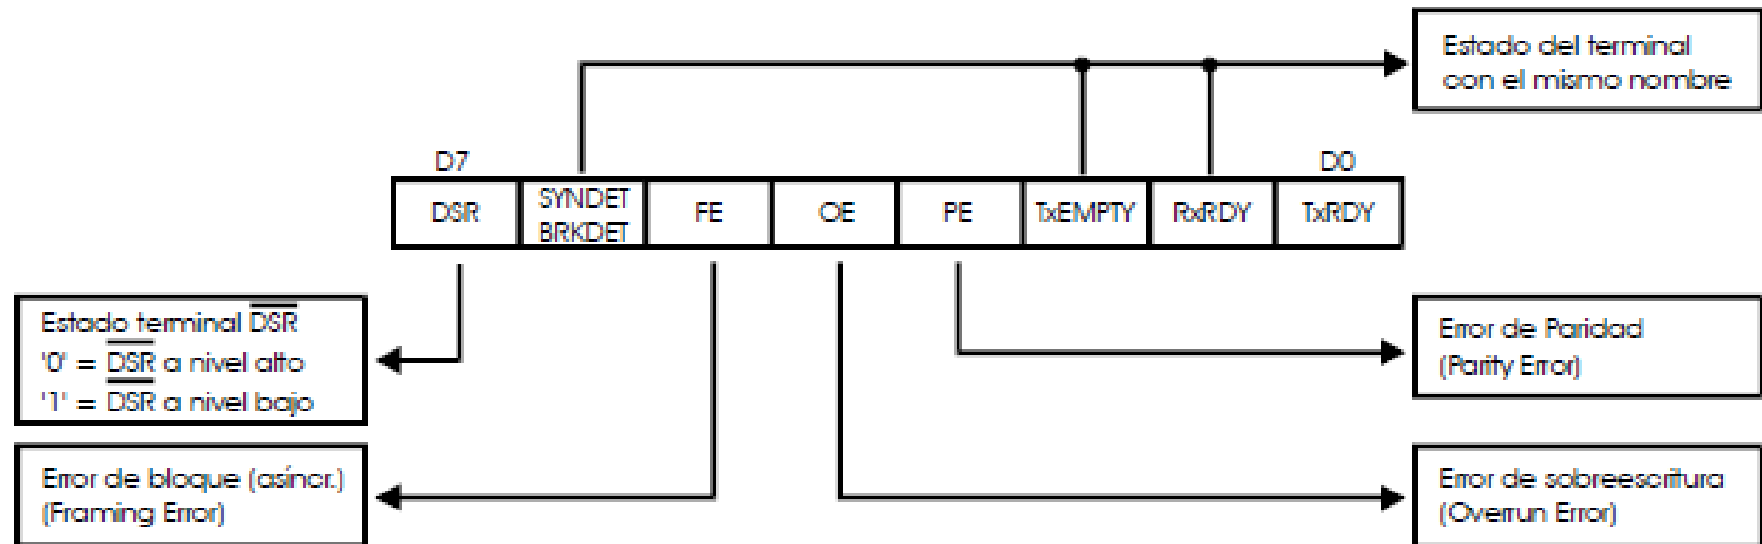 Estado del terminal
con el mismo nombre
D7
D0
DSR
SYNDET
BRKDET
FE
OE
PE
TxEMPTY
RxRDY
TxRDY
Estado terminal DSR
'0' = DSR a nivel alto
'1' = DSR a nivel bajo
Error de Paridad
(Parity Error)
Error de bloque (asíncr.)
(Framing Error)
Error de sobreescritura
(Overrun Error)